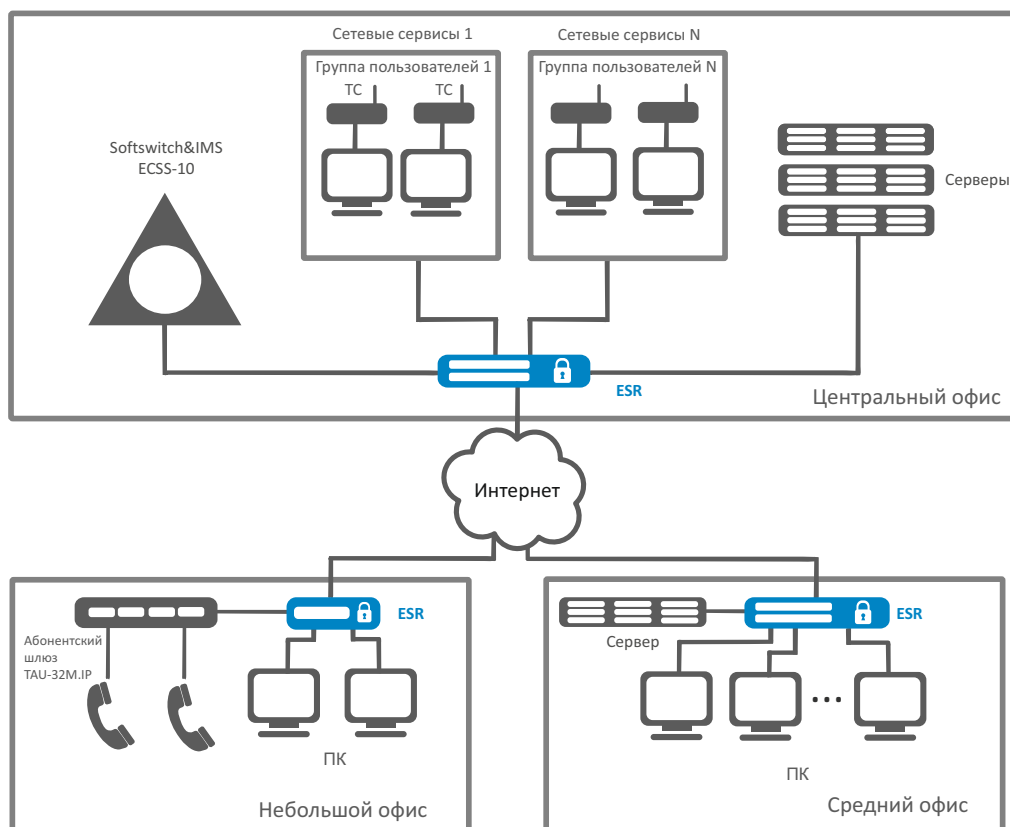 Сетевые сервисы 1
Сетевые сервисы N
Группа пользователей 1
Группа пользователей N
ТС
ТС
Softswitch&IMS
ECSS-10
Серверы
ESR
Центральный офис
Интернет
ESR
Абонентский
шлюз
TAU-32M.IP
ПК
Небольшой офис
ESR
Сервер
...
ПК
Средний офис